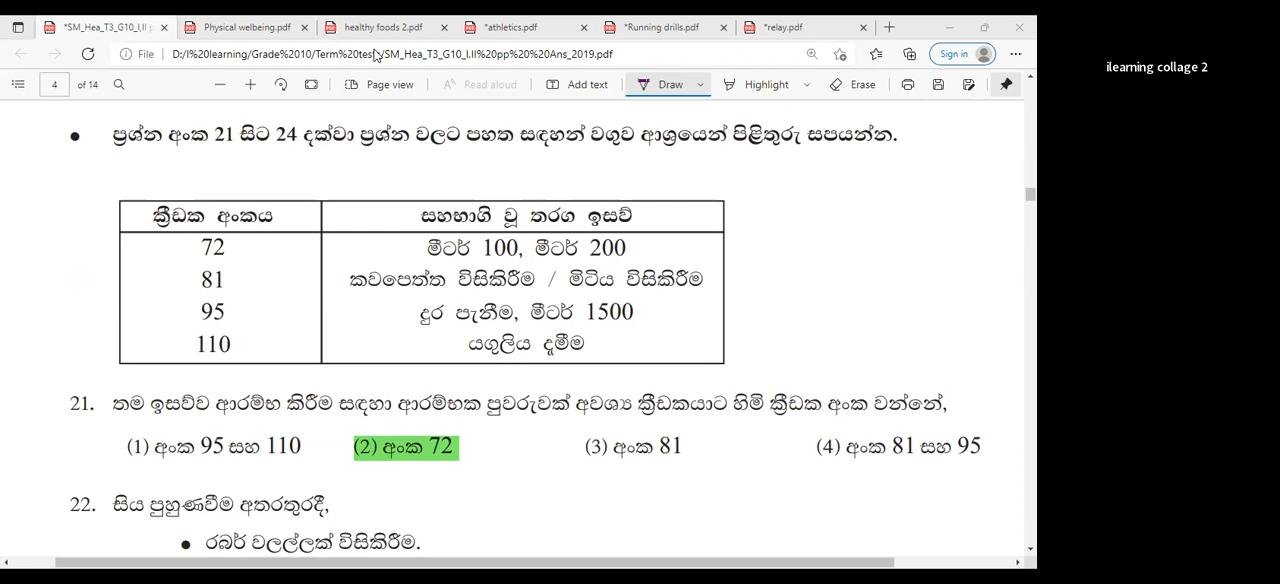 *SM_Hea_T3_G10_I,II p
Physical welbeing.pdf
healthy foods 2.pdf
*athletics.pdf
*Running drills.pdf
*relay.pdf
File D:/I%20learning/Grade%2010/Term%20tes /SM_Hea_T3_G10_I,II%20pp%20%20Ans_2019.pdf
Sign in
4 of 14
Page view
Read aloud
Add text
Draw
Highlight
Erase
ilearning collage 2
● ප්‍රශ්න අංක 21 සිට 24 දක්වා ප්‍රශ්න වලට පහත සඳහන් වගුව ආශ්‍රයෙන් පිළිතුරු සපයන්න.
ක්‍රීඩක අංකය සහභාගි වූ තරග ඉසව්
72 මීටර් 100, මීටර් 200
81 කවපෙත්ත විසිකිරීම / මිටිය විසිකිරීම
95 දුර පැනීම, මීටර් 1500
110 යගුලිය දැමීම
21. තම ඉසව්ව ආරම්භ කිරීම සඳහා ආරම්භක පුවරුවක් අවශ්‍ය ක්‍රීඩකයාට හිමි ක්‍රීඩක අංක වන්නේ,
(1) අංක 95 සහ 110 (2) අංක 72 (3) අංක 81 (4) අංක 81 සහ 95
22. සිය පුහුණවීම අතරතුරදී,
● රබර් වලල්ලක් විසිකිරීම.